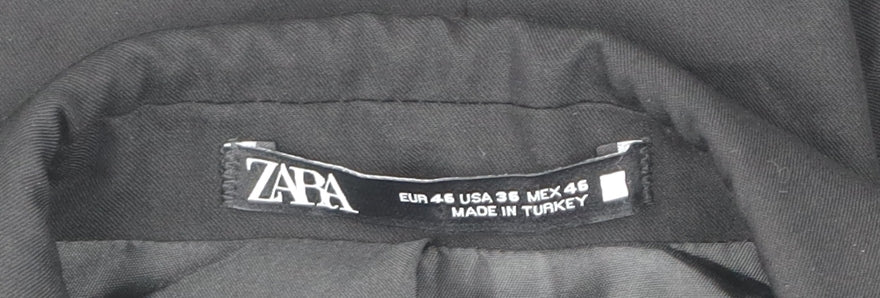 ZARA
EUR 46 USA 36 MEX 46
MADE IN TURKEY